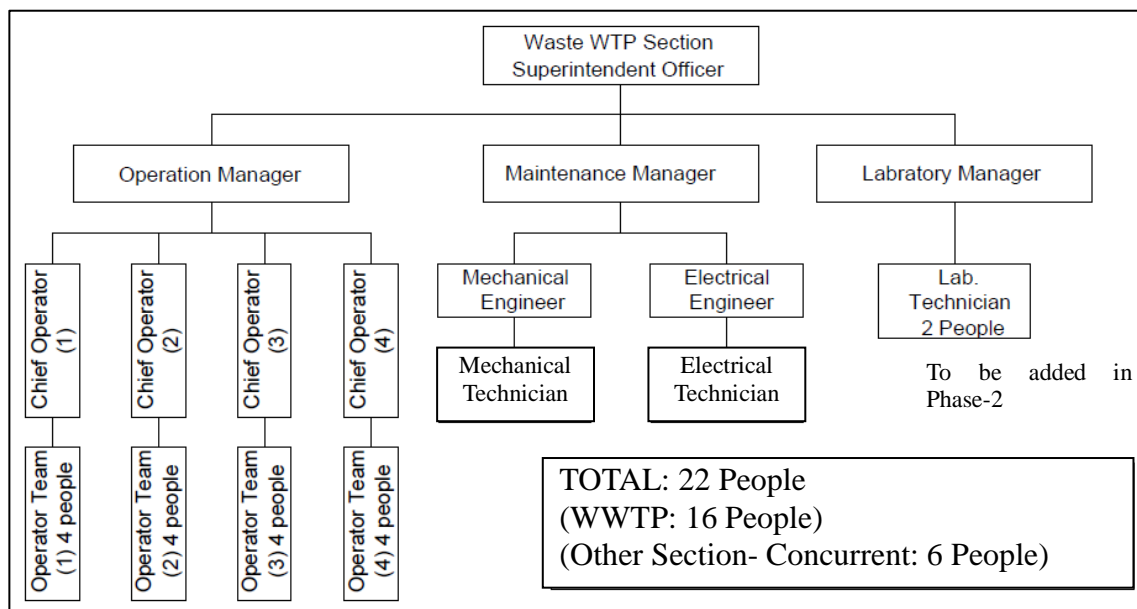 Waste WTP Section
Superintendent Officer
Operation Manager
Maintenance Manager
Labratory Manager
Chief Operator
(1)
Chief Operator
(2)
Chief Operator
(3)
Chief Operator
(4)
Mechanical
Engineer
Electrical
Engineer
Lab.
Technician
2 People
Mechanical
Technician
Electrical
Technician
To be added in
Phase-2
Operator Team
(1) 4 people
Operator Team
(2) 4 people
Operator Team
(3) 4 people
Operator Team
(4) 4 people
TOTAL: 22 People
(WWTP: 16 People)
(Other Section- Concurrent: 6 People)